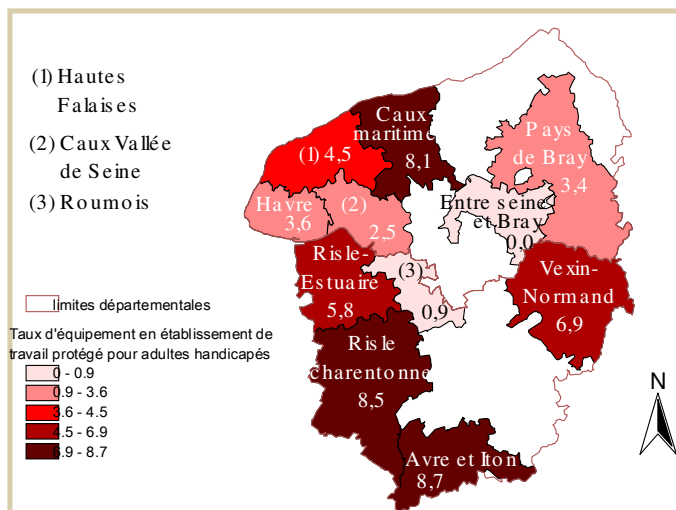 (1) Hautes
Falaises
(2) Caux Vallée
de Seine
(3) Roumois
Caux
maritime
8,1
Pays
de Bray
3,4
(1) 4,5
Havre
3,6
(2)
2,5
Entre seine
et Bray
0,0
Risle-
Estuaire
5,8
(3)
0,9
Vexin-
Normand
6,9
Risle
charentonne
8,5
Avre et Iton
8,7
N
limites départementales
Taux d'équipement en établissement de
travail protégé pour adultes handicapés
0 - 0.9
0.9 - 3.6
3.6 - 4.5
4.5 - 6.9
6.9 - 8.7